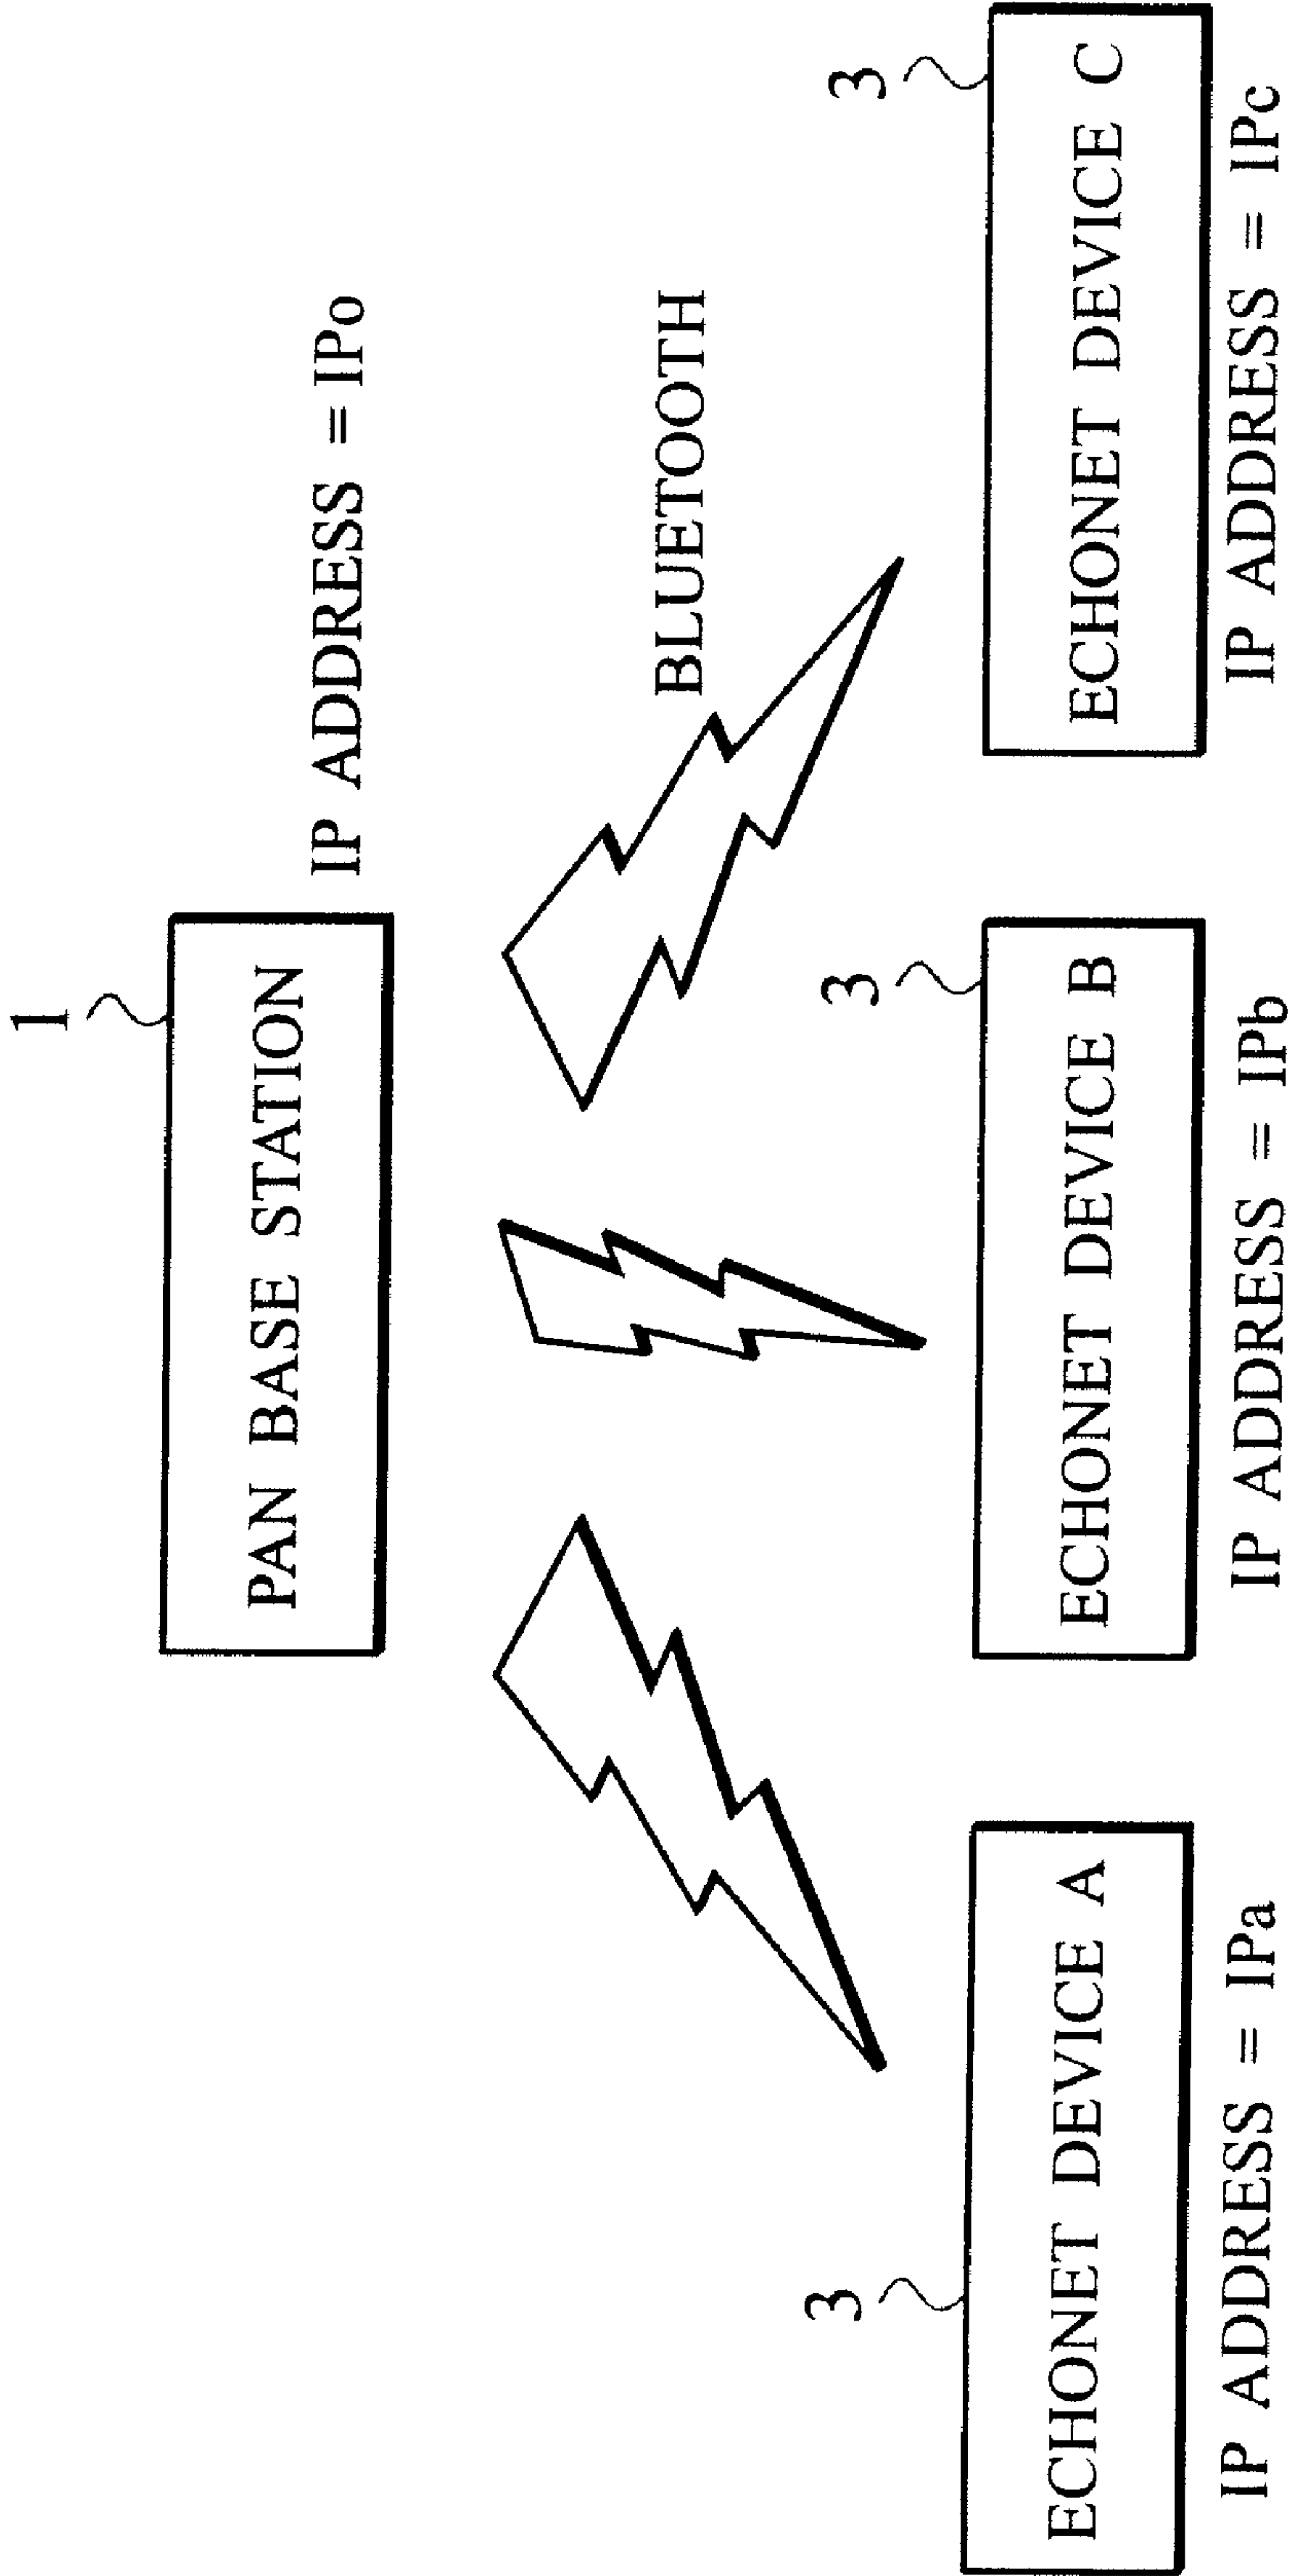 1
PAN BASE STATION
IP ADDRESS = IPo
BLUETOOTH
3
ECHONET DEVICE A
IP ADDRESS = IPa
3
ECHONET DEVICE B
IP ADDRESS = IPb
3
ECHONET DEVICE C
IP ADDRESS = IPc